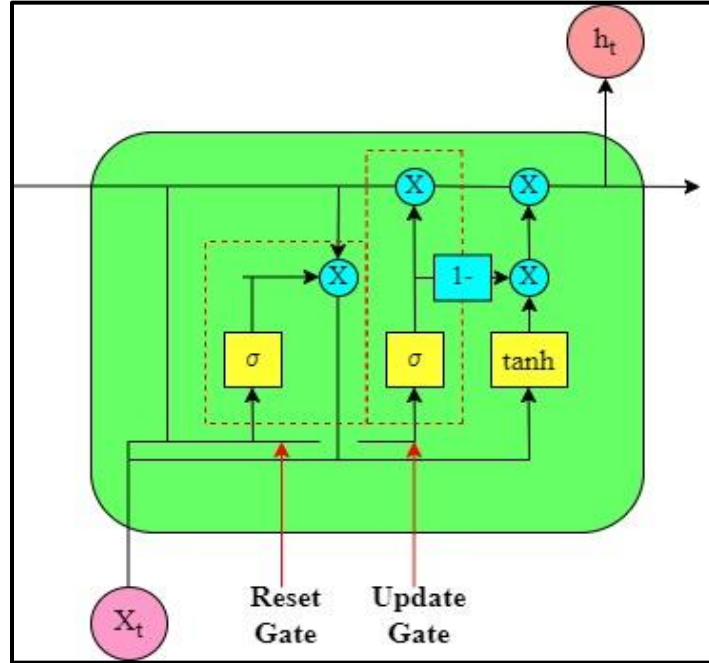 h_t
X
X
X
1-
X
σ
σ
tanh
Reset
Gate
Update
Gate
X_t